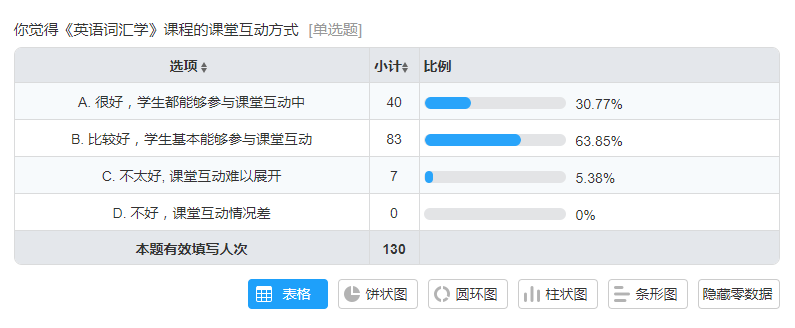 你觉得《英语词汇学》课程的课堂互动方式 [单选题]
选项 小计 比例
A. 很好，学生都能够参与课堂互动中 40 30.77%
B. 比较好，学生基本能够参与课堂互动 83 63.85%
C. 不太好, 课堂互动难以展开 7 5.38%
D. 不好，课堂互动情况差 0 0%
本题有效填写人次 130
表格 饼状图 圆环图 柱状图 条形图 隐藏零数据